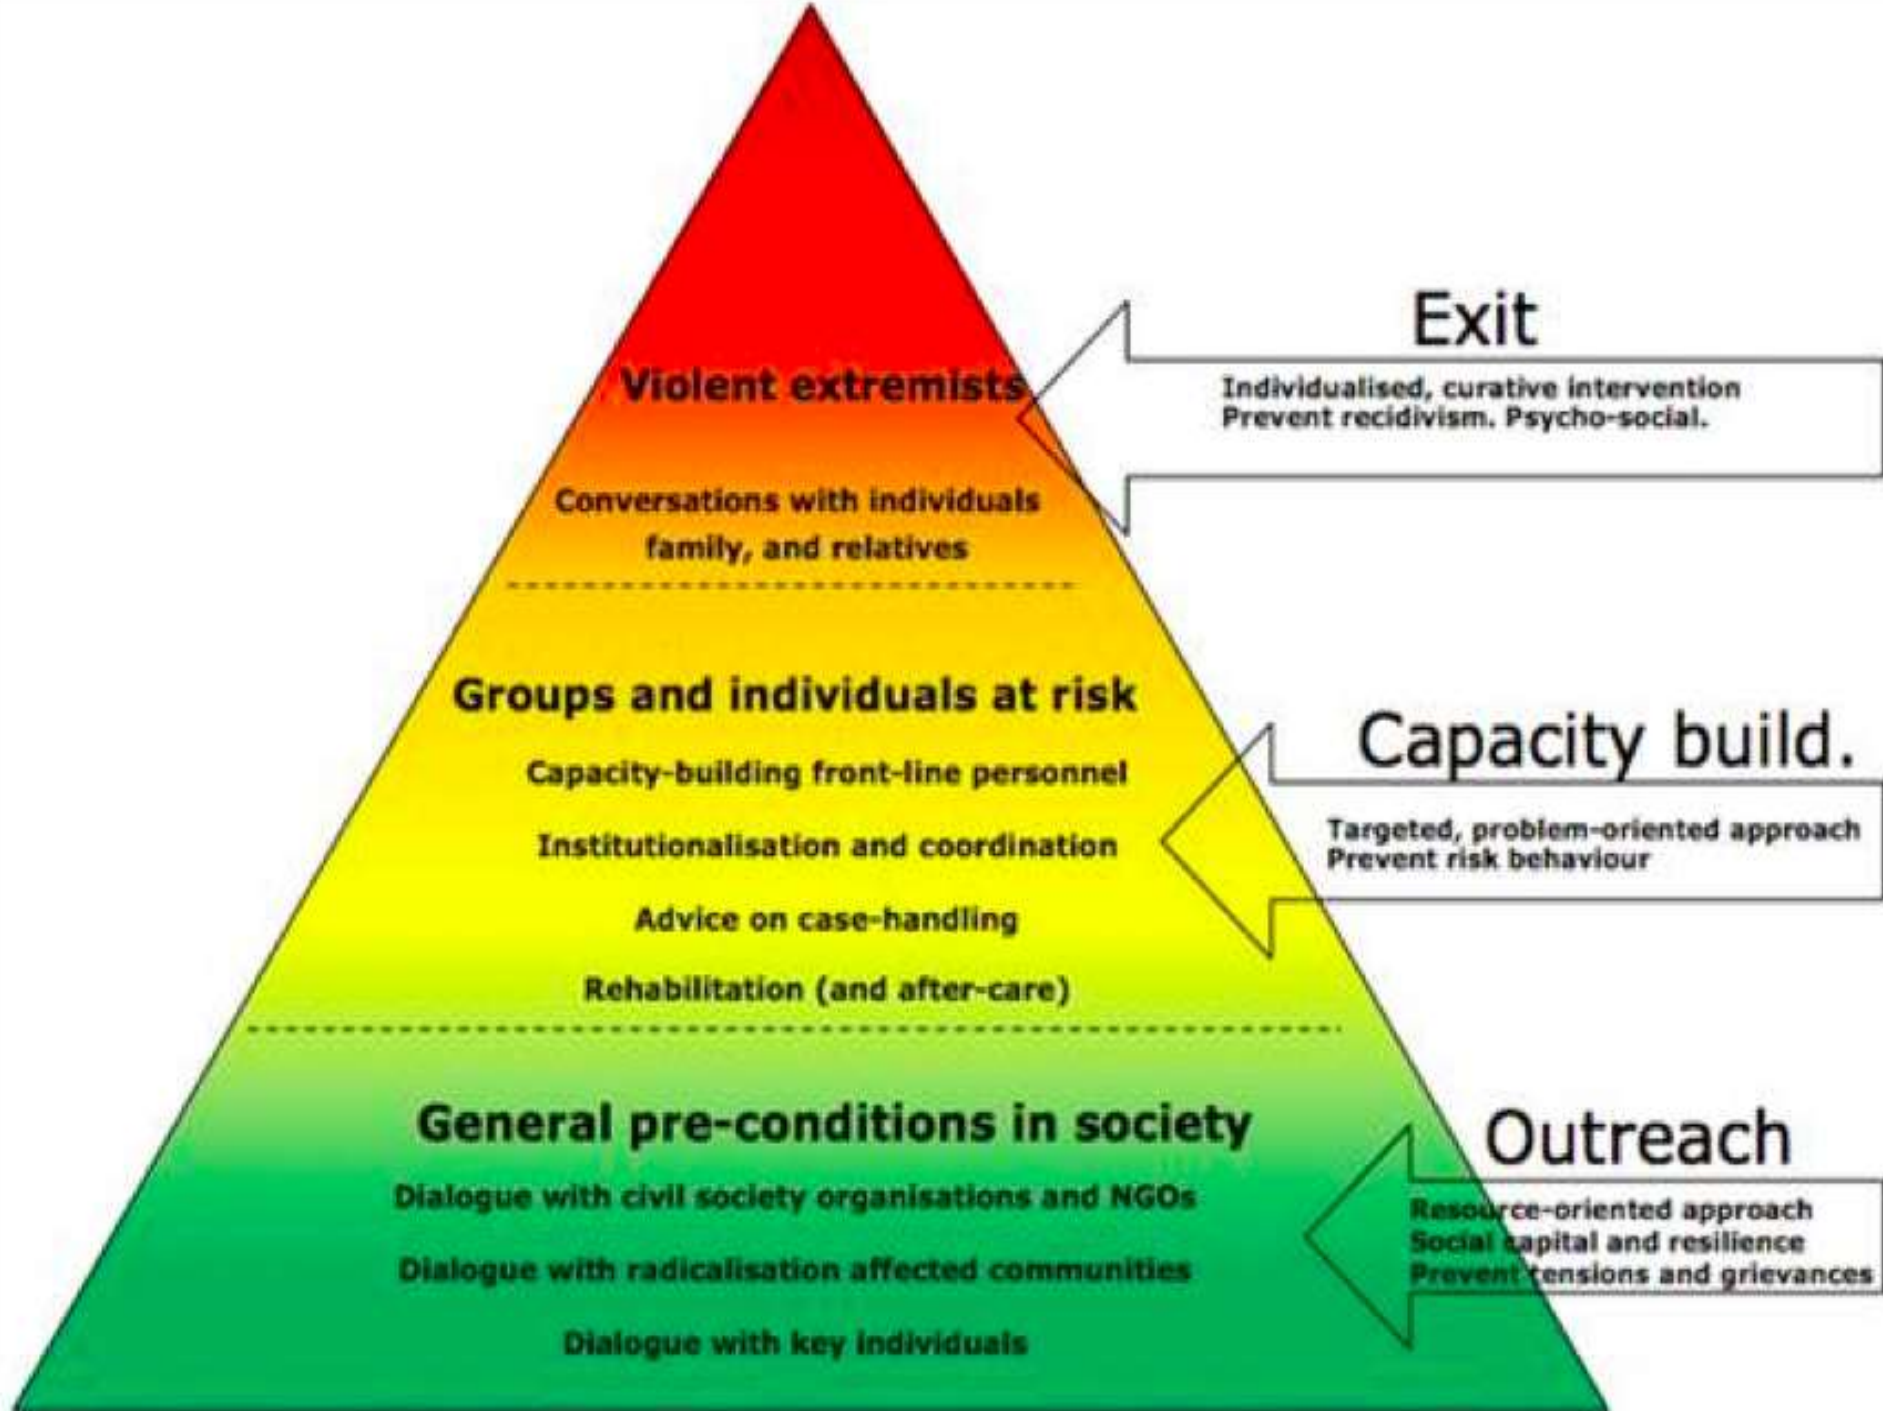 Exit
Violent extremists
Individualised, curative intervention
Prevent recidivism. Psycho-social.
Conversations with individuals
family, and relatives
Groups and individuals at risk
Capacity-building front-line personnel
Institutionalisation and coordination
Advice on case-handling
Rehabilitation (and after-care)
Capacity build.
Targeted, problem-oriented approach
Prevent risk behaviour
General pre-conditions in society
Dialogue with civil society organisations and NGOs
Dialogue with radicalisation affected communities
Dialogue with key individuals
Outreach
Resource-oriented approach
Social capital and resilience
Prevent tensions and grievances